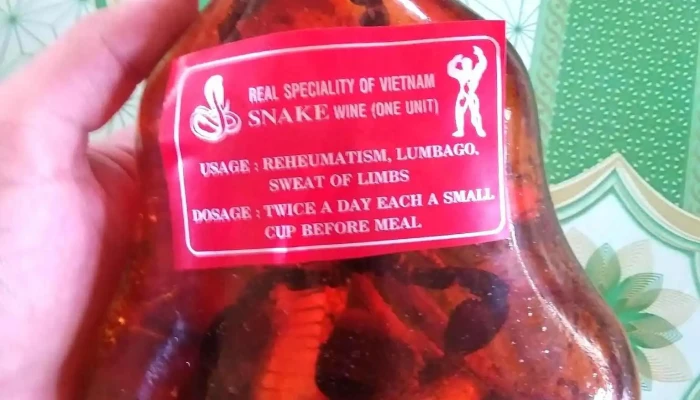 REAL SPECIALITY OF VIETNAM
SNAKE WINE (ONE UNIT)
USAGE : REHEUMATISM, LUMBAGO.
SWEAT OF LIMBS
DOSAGE : TWICE A DAY EACH A SMALL
CUP BEFORE MEAL